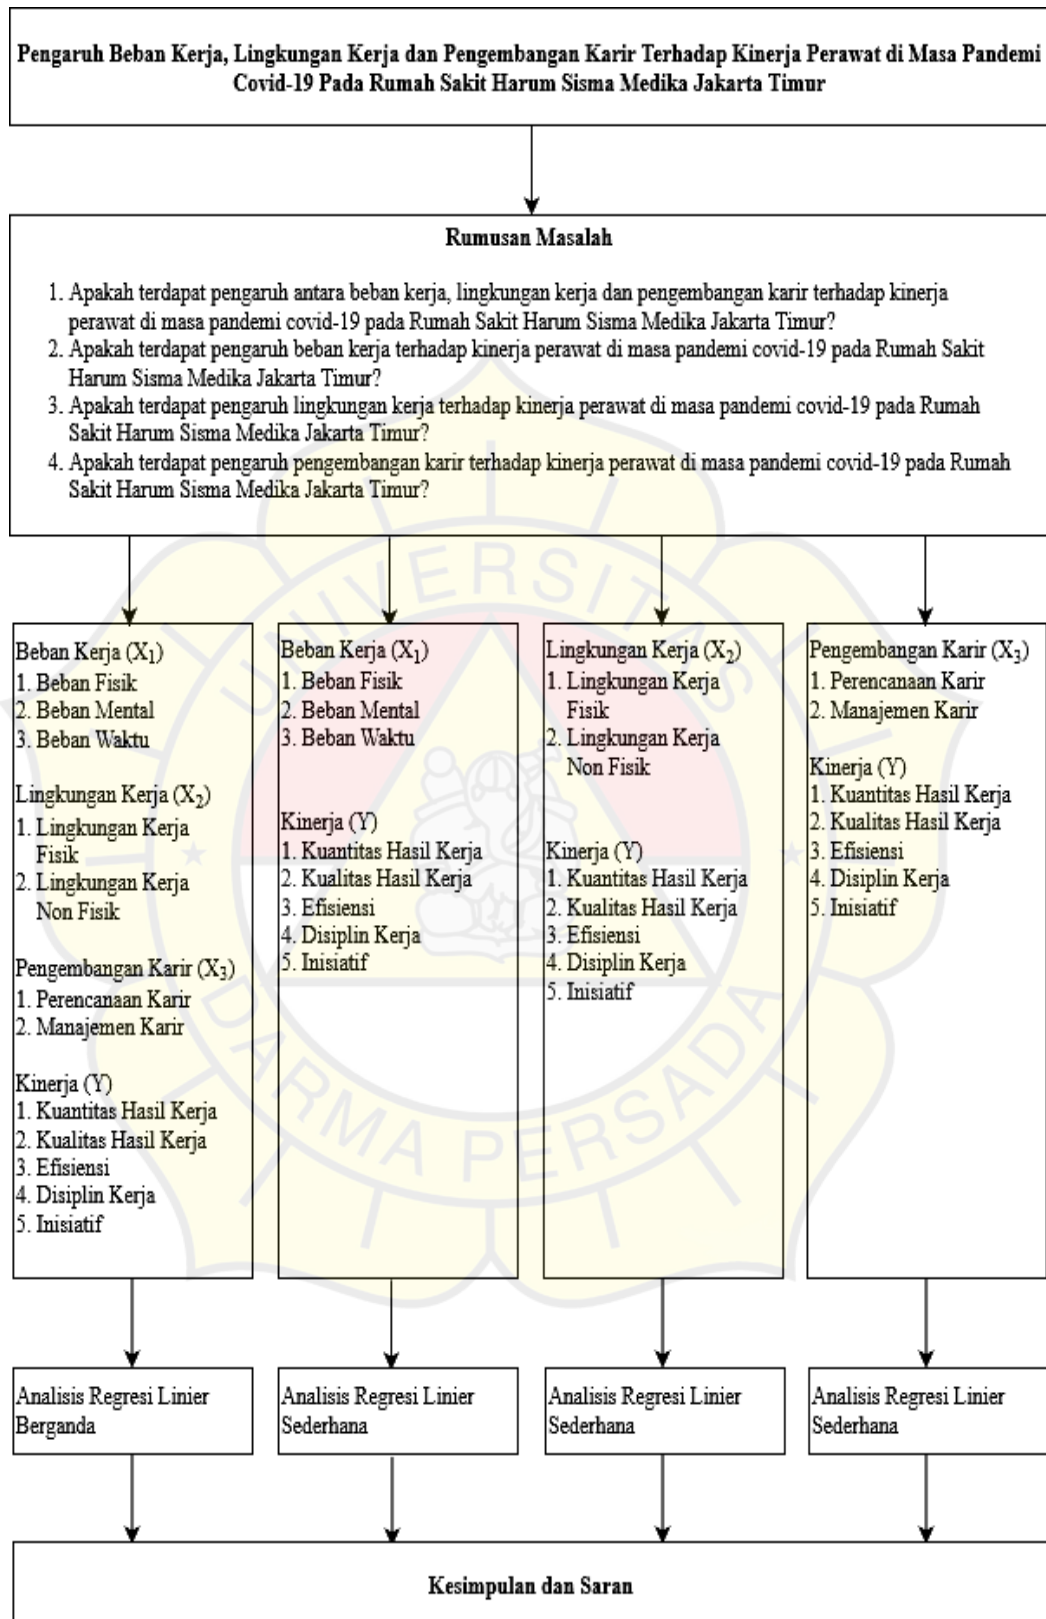 Pengaruh Beban Kerja, Lingkungan Kerja dan Pengembangan Karir Terhadap Kinerja Perawat di Masa Pandemi
Covid-19 Pada Rumah Sakit Harum Sisma Medika Jakarta Timur
Rumusan Masalah
1. Apakah terdapat pengaruh antara beban kerja, lingkungan kerja dan pengembangan karir terhadap kinerja
perawat di masa pandemi covid-19 pada Rumah Sakit Harum Sisma Medika Jakarta Timur?
2. Apakah terdapat pengaruh beban kerja terhadap kinerja perawat di masa pandemi covid-19 pada Rumah Sakit
Harum Sisma Medika Jakarta Timur?
3. Apakah terdapat pengaruh lingkungan kerja terhadap kinerja perawat di masa pandemi covid-19 pada Rumah
Sakit Harum Sisma Medika Jakarta Timur?
4. Apakah terdapat pengaruh pengembangan karir terhadap kinerja perawat di masa pandemi covid-19 pada Rumah
Sakit Harum Sisma Medika Jakarta Timur?
UNIVERSITAS
DARMA PERSADA
Beban Kerja (X₁)
1. Beban Fisik
2. Beban Mental
3. Beban Waktu
Lingkungan Kerja (X₂)
1. Lingkungan Kerja
Fisik
2. Lingkungan Kerja
Non Fisik
Pengembangan Karir (X₃)
1. Perencanaan Karir
2. Manajemen Karir
Kinerja (Y)
1. Kuantitas Hasil Kerja
2. Kualitas Hasil Kerja
3. Efisiensi
4. Disiplin Kerja
5. Inisiatif
Beban Kerja (X₁)
1. Beban Fisik
2. Beban Mental
3. Beban Waktu
Kinerja (Y)
1. Kuantitas Hasil Kerja
2. Kualitas Hasil Kerja
3. Efisiensi
4. Disiplin Kerja
5. Inisiatif
Lingkungan Kerja (X₂)
1. Lingkungan Kerja
Fisik
2. Lingkungan Kerja
Non Fisik
Kinerja (Y)
1. Kuantitas Hasil Kerja
2. Kualitas Hasil Kerja
3. Efisiensi
4. Disiplin Kerja
5. Inisiatif
Pengembangan Karir (X₃)
1. Perencanaan Karir
2. Manajemen Karir
Kinerja (Y)
1. Kuantitas Hasil Kerja
2. Kualitas Hasil Kerja
3. Efisiensi
4. Disiplin Kerja
5. Inisiatif
Analisis Regresi Linier
Berganda
Analisis Regresi Linier
Sederhana
Analisis Regresi Linier
Sederhana
Analisis Regresi Linier
Sederhana
Kesimpulan dan Saran